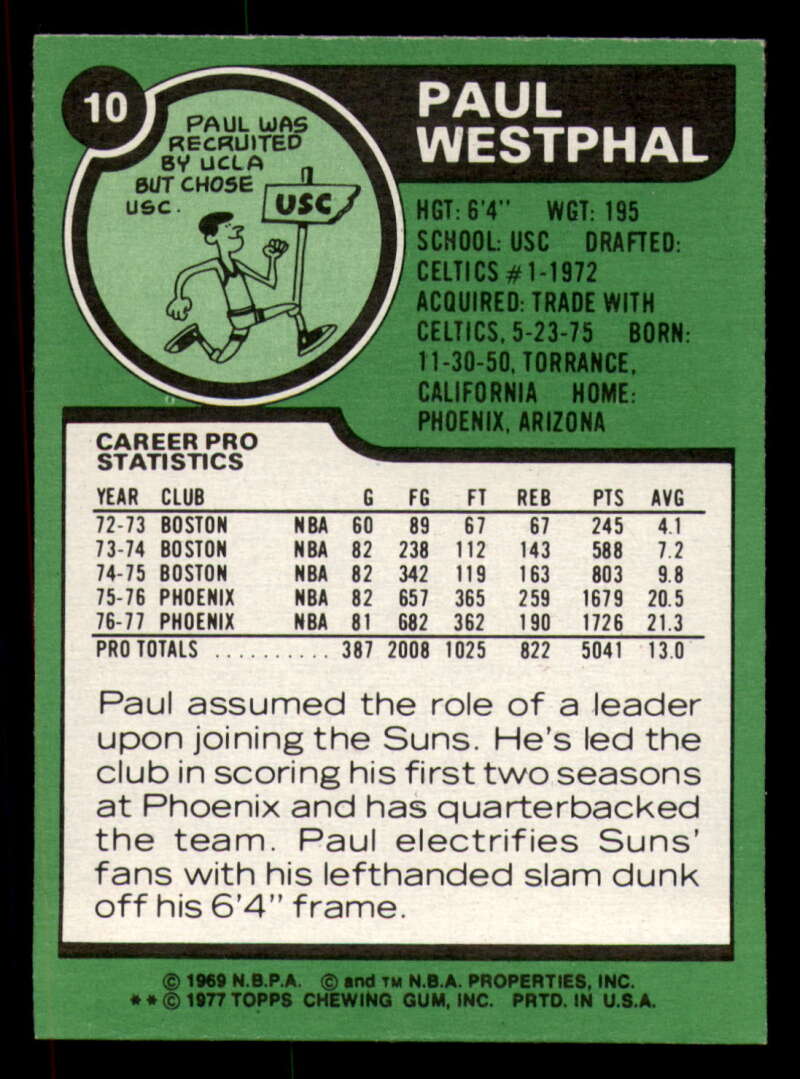 10
PAUL WAS
RECRUITED
BY UCLA
BUT CHOSE
USC.
USC
PAUL
WESTPHAL
HGT: 6'4" WGT: 195
SCHOOL: USC DRAFTED:
CELTICS #1-1972
ACQUIRED: TRADE WITH
CELTICS, 5-23-75 BORN:
11-30-50, TORRANCE,
CALIFORNIA HOME:
PHOENIX, ARIZONA
CAREER PRO
STATISTICS
YEAR CLUB G FG FT REB PTS AVG
72-73 BOSTON NBA 60 89 67 67 245 4.1
73-74 BOSTON NBA 82 238 112 143 588 7.2
74-75 BOSTON NBA 82 342 119 163 803 9.8
75-76 PHOENIX NBA 82 657 365 259 1679 20.5
76-77 PHOENIX NBA 81 682 362 190 1726 21.3
PRO TOTALS .......... 387 2008 1025 822 5041 13.0
Paul assumed the role of a leader
upon joining the Suns. He's led the
club in scoring his first two seasons
at Phoenix and has quarterbacked
the team. Paul electrifies Suns'
fans with his lefthanded slam dunk
off his 6'4" frame.
© 1969 N.B.P.A. © and TM N.B.A. PROPERTIES, INC.
**© 1977 TOPPS CHEWING GUM, INC. PRTD. IN U.S.A.